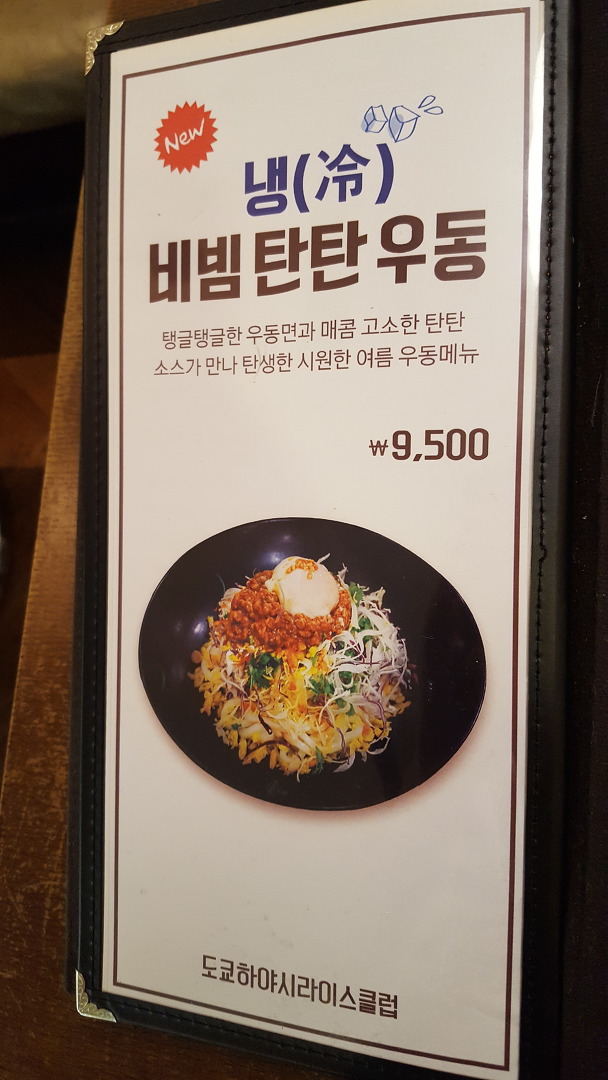 New
냉(冷)
비빔 탄탄 우동
탱글탱글한 우동면과 매콤 고소한 탄탄
소스가 만나 탄생한 시원한 여름 우동메뉴
₩9,500
도쿄하야시라이스클럽